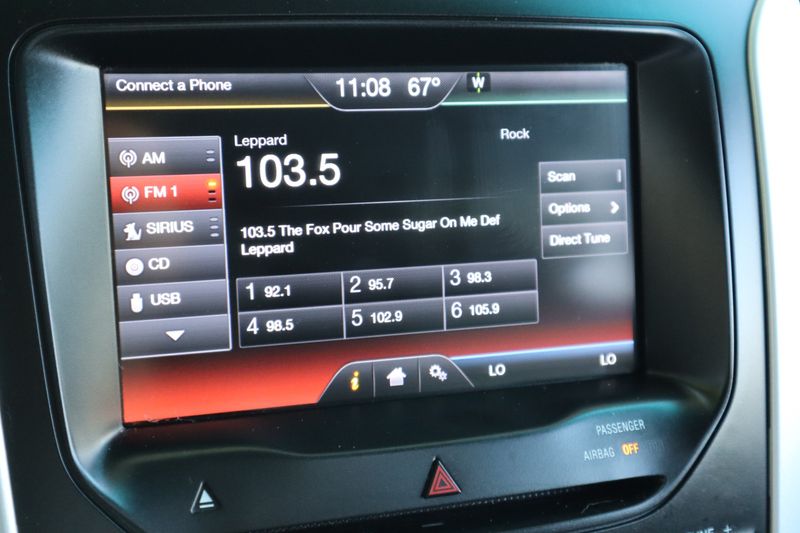 Connect a Phone 11:08 67° W
Leppard Rock
103.5
AM
FM 1
SIRIUS
CD
USB
Scan
Options
Direct Tune
103.5 The Fox Pour Some Sugar On Me Def
Leppard
1 92.1 2 95.7 3 98.3
4 98.5 5 102.9 6 105.9
i LO LO
PASSENGER
AIRBAG OFF